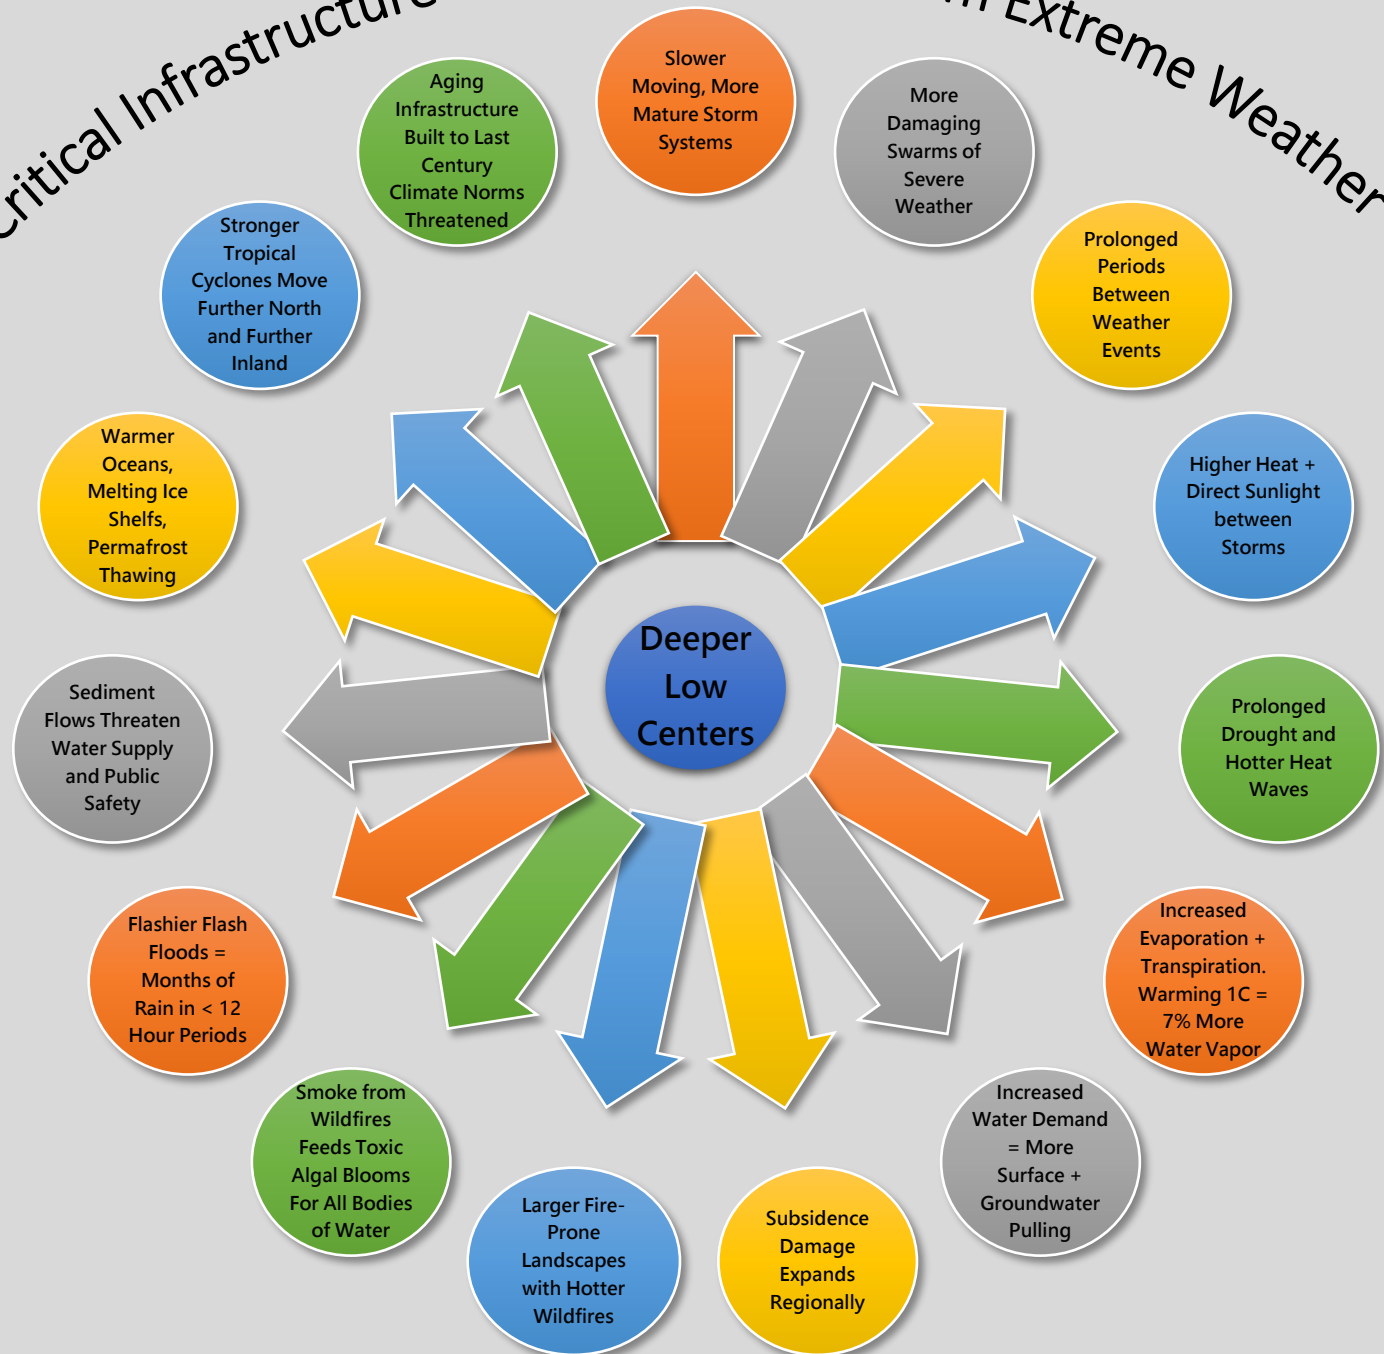 Critical Infrastructure
Extreme Weather
Slower
Moving, More
Mature Storm
Systems
More
Damaging
Swarms of
Severe
Weather
Prolonged
Periods
Between
Weather
Events
Higher Heat +
Direct Sunlight
between
Storms
Prolonged
Drought and
Hotter Heat
Waves
Increased
Evaporation +
Transpiration.
Warming 1C =
7% More
Water Vapor
Increased
Water Demand
= More
Surface +
Groundwater
Pulling
Subsidence
Damage
Expands
Regionally
Larger Fire-
Prone
Landscapes
with Hotter
Wildfires
Smoke from
Wildfires
Feeds Toxic
Algal Blooms
For All Bodies
of Water
Flashier Flash
Floods =
Months of
Rain in < 12
Hour Periods
Sediment
Flows Threaten
Water Supply
and Public
Safety
Warmer
Oceans,
Melting Ice
Shelfs,
Permafrost
Thawing
Stronger
Tropical
Cyclones Move
Further North
and Further
Inland
Aging
Infrastructure
Built to Last
Century
Climate Norms
Threatened
Deeper
Low
Centers